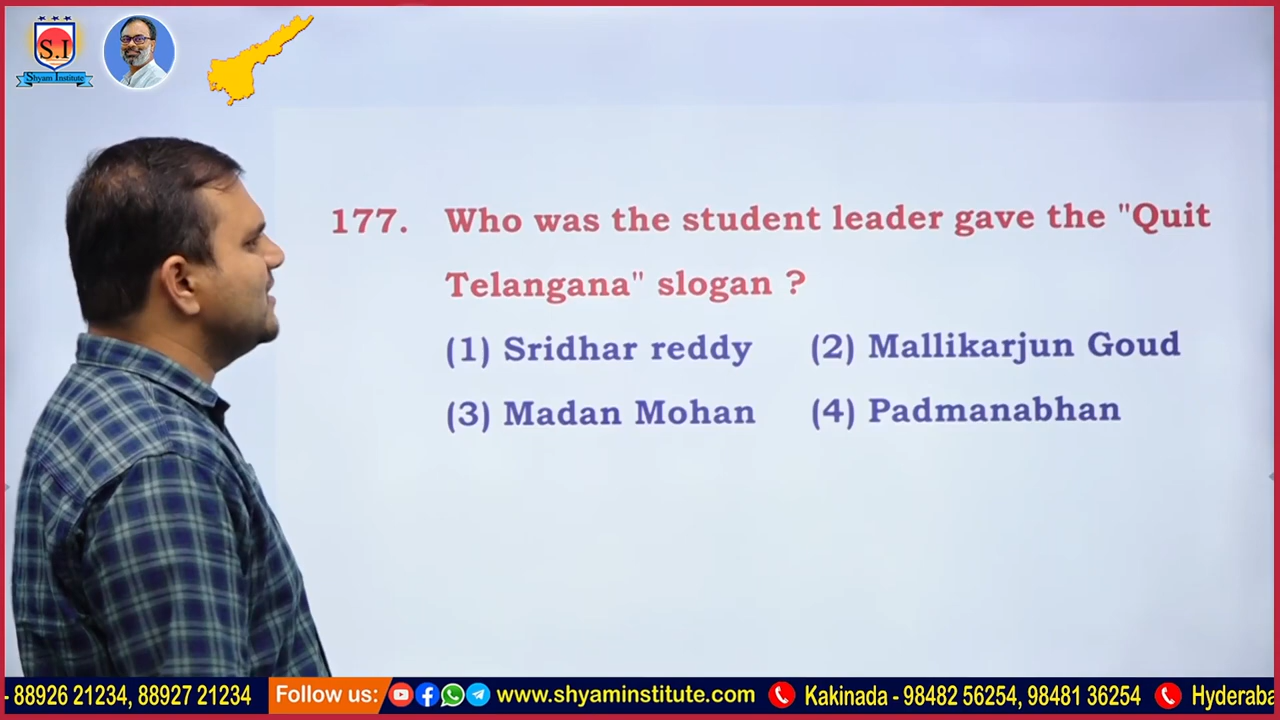 S.I
Shyam Institute
177. Who was the student leader gave the "Quit
Telangana" slogan ?
(1) Sridhar reddy (2) Mallikarjun Goud
(3) Madan Mohan (4) Padmanabhan
- 88926 21234, 88927 21234 Follow us: www.shyaminstitute.com Kakinada - 98482 56254, 98481 36254 Hyderaba